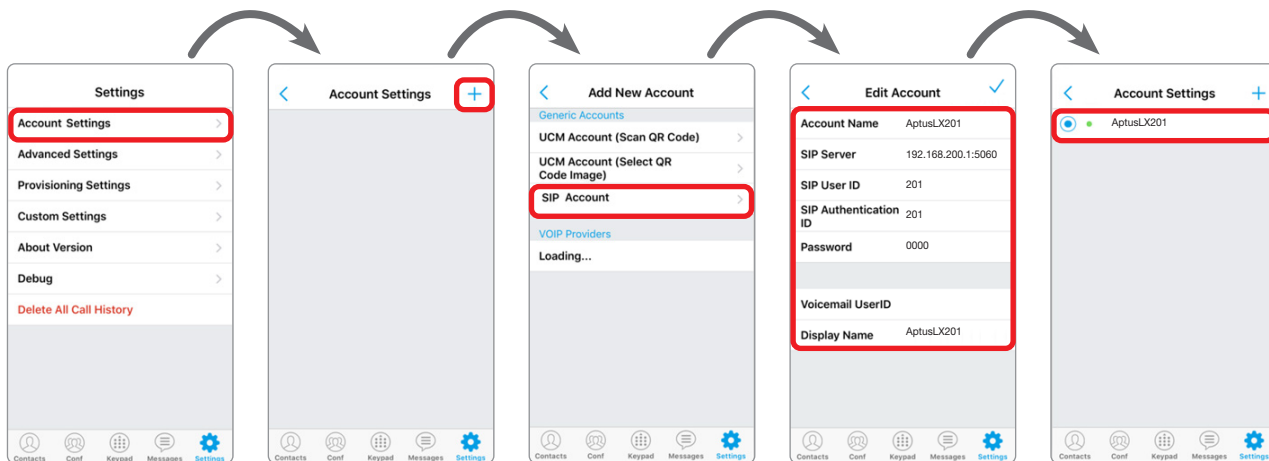 Settings
Account Settings
Advanced Settings
Provisioning Settings
Custom Settings
About Version
Debug
Delete All Call History
Contacts
Conf
Keypad
Messages
Settings
Account Settings
Contacts
Conf
Keypad
Messages
Settings
Add New Account
Generic Accounts
UCM Account (Scan QR Code)
UCM Account (Select QR
Code Image)
SIP Account
VOIP Providers
Loading...
Contacts
Conf
Keypad
Messages
Settings
Edit Account
Account Name AptusLX201
SIP Server 192.168.200.1:5060
SIP User ID 201
SIP Authentication
ID 201
Password 0000
Voicemail UserID
Display Name AptusLX201
Contacts
Conf
Keypad
Messages
Settings
Account Settings
AptusLX201
Contacts
Conf
Keypad
Messages
Settings